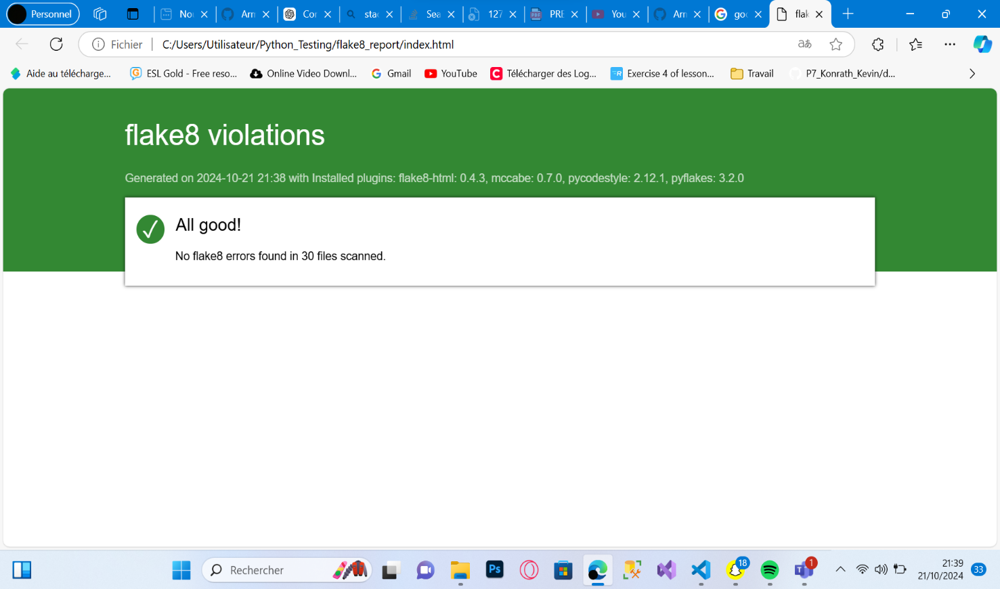 Personnel
Noı
Arn
Cor
sta
Sea
127
PRE
You
Arn
goo
flak
Fichier
C:/Users/Utilisateur/Python_Testing/flake8_report/index.html
Aide au télécharge...
ESL Gold - Free reso...
Online Video Downl...
Gmail
YouTube
Télécharger des Log...
Exercise 4 of lesson...
Travail
P7_Konrath_Kevin/d...
flake8 violations
Generated on 2024-10-21 21:38 with Installed plugins: flake8-html: 0.4.3, mccabe: 0.7.0, pycodestyle: 2.12.1, pyflakes: 3.2.0
All good!
No flake8 errors found in 30 files scanned.
Rechercher
Ps
18
1
21:39
21/10/2024
33